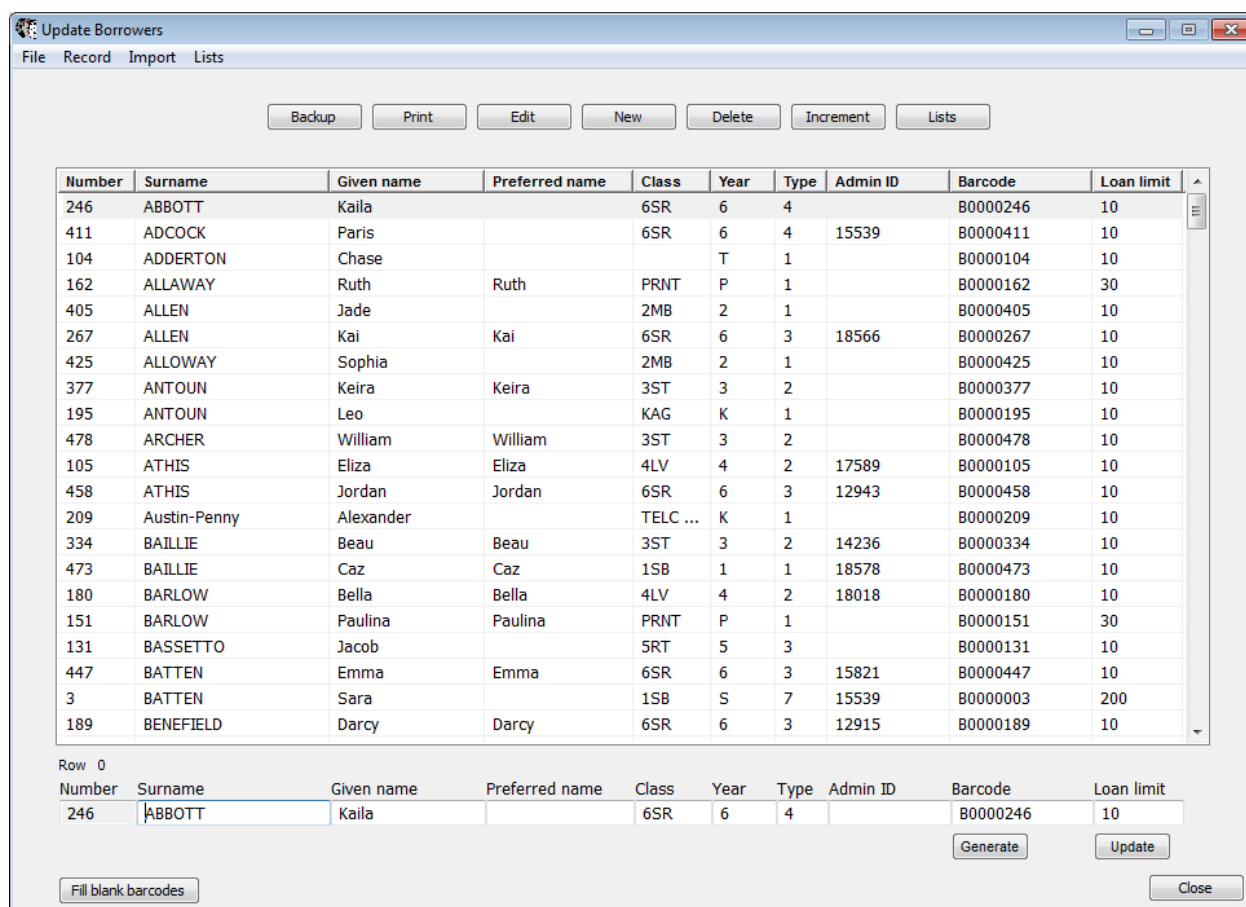 Update Borrowers
File Record Import Lists
Backup Print Edit New Delete Increment Lists
Number Surname Given name Preferred name Class Year Type Admin ID Barcode Loan limit
246 ABBOTT Kaila 6SR 6 4 B0000246 10
411 ADCOCK Paris 6SR 6 4 15539 B0000411 10
104 ADDERTON Chase T 1 B0000104 10
162 ALLAWAY Ruth Ruth PRNT P 1 B0000162 30
405 ALLEN Jade 2MB 2 1 B0000405 10
267 ALLEN Kai Kai 6SR 6 3 18566 B0000267 10
425 ALLOWAY Sophia 2MB 2 1 B0000425 10
377 ANTOUN Keira Keira 3ST 3 2 B0000377 10
195 ANTOUN Leo KAG K 1 B0000195 10
478 ARCHER William William 3ST 3 2 B0000478 10
105 ATHIS Eliza Eliza 4LV 4 2 17589 B0000105 10
458 ATHIS Jordan Jordan 6SR 6 3 12943 B0000458 10
209 Austin-Penny Alexander TELC ... K 1 B0000209 10
334 BAILLIE Beau Beau 3ST 3 2 14236 B0000334 10
473 BAILLIE Caz Caz 1SB 1 1 18578 B0000473 10
180 BARLOW Bella Bella 4LV 4 2 18018 B0000180 10
151 BARLOW Paulina Paulina PRNT P 1 B0000151 30
131 BASSETTO Jacob 5RT 5 3 B0000131 10
447 BATTEN Emma Emma 6SR 6 3 15821 B0000447 10
3 BATTEN Sara 1SB S 7 15539 B0000003 200
189 BENEFIELD Darcy Darcy 6SR 6 3 12915 B0000189 10
Row 0
Number Surname Given name Preferred name Class Year Type Admin ID Barcode Loan limit
246 ABBOTT Kaila 6SR 6 4 B0000246 10
Generate Update
Fill blank barcodes Close